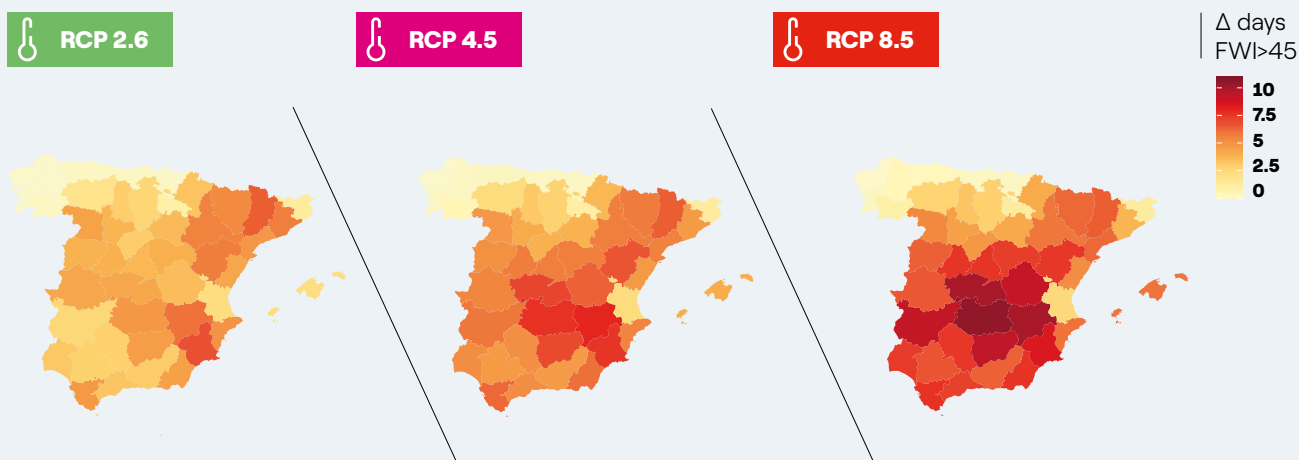 RCP 2.6
RCP 4.5
RCP 8.5
Δ days
FWI>45
10
7.5
5
2.5
0